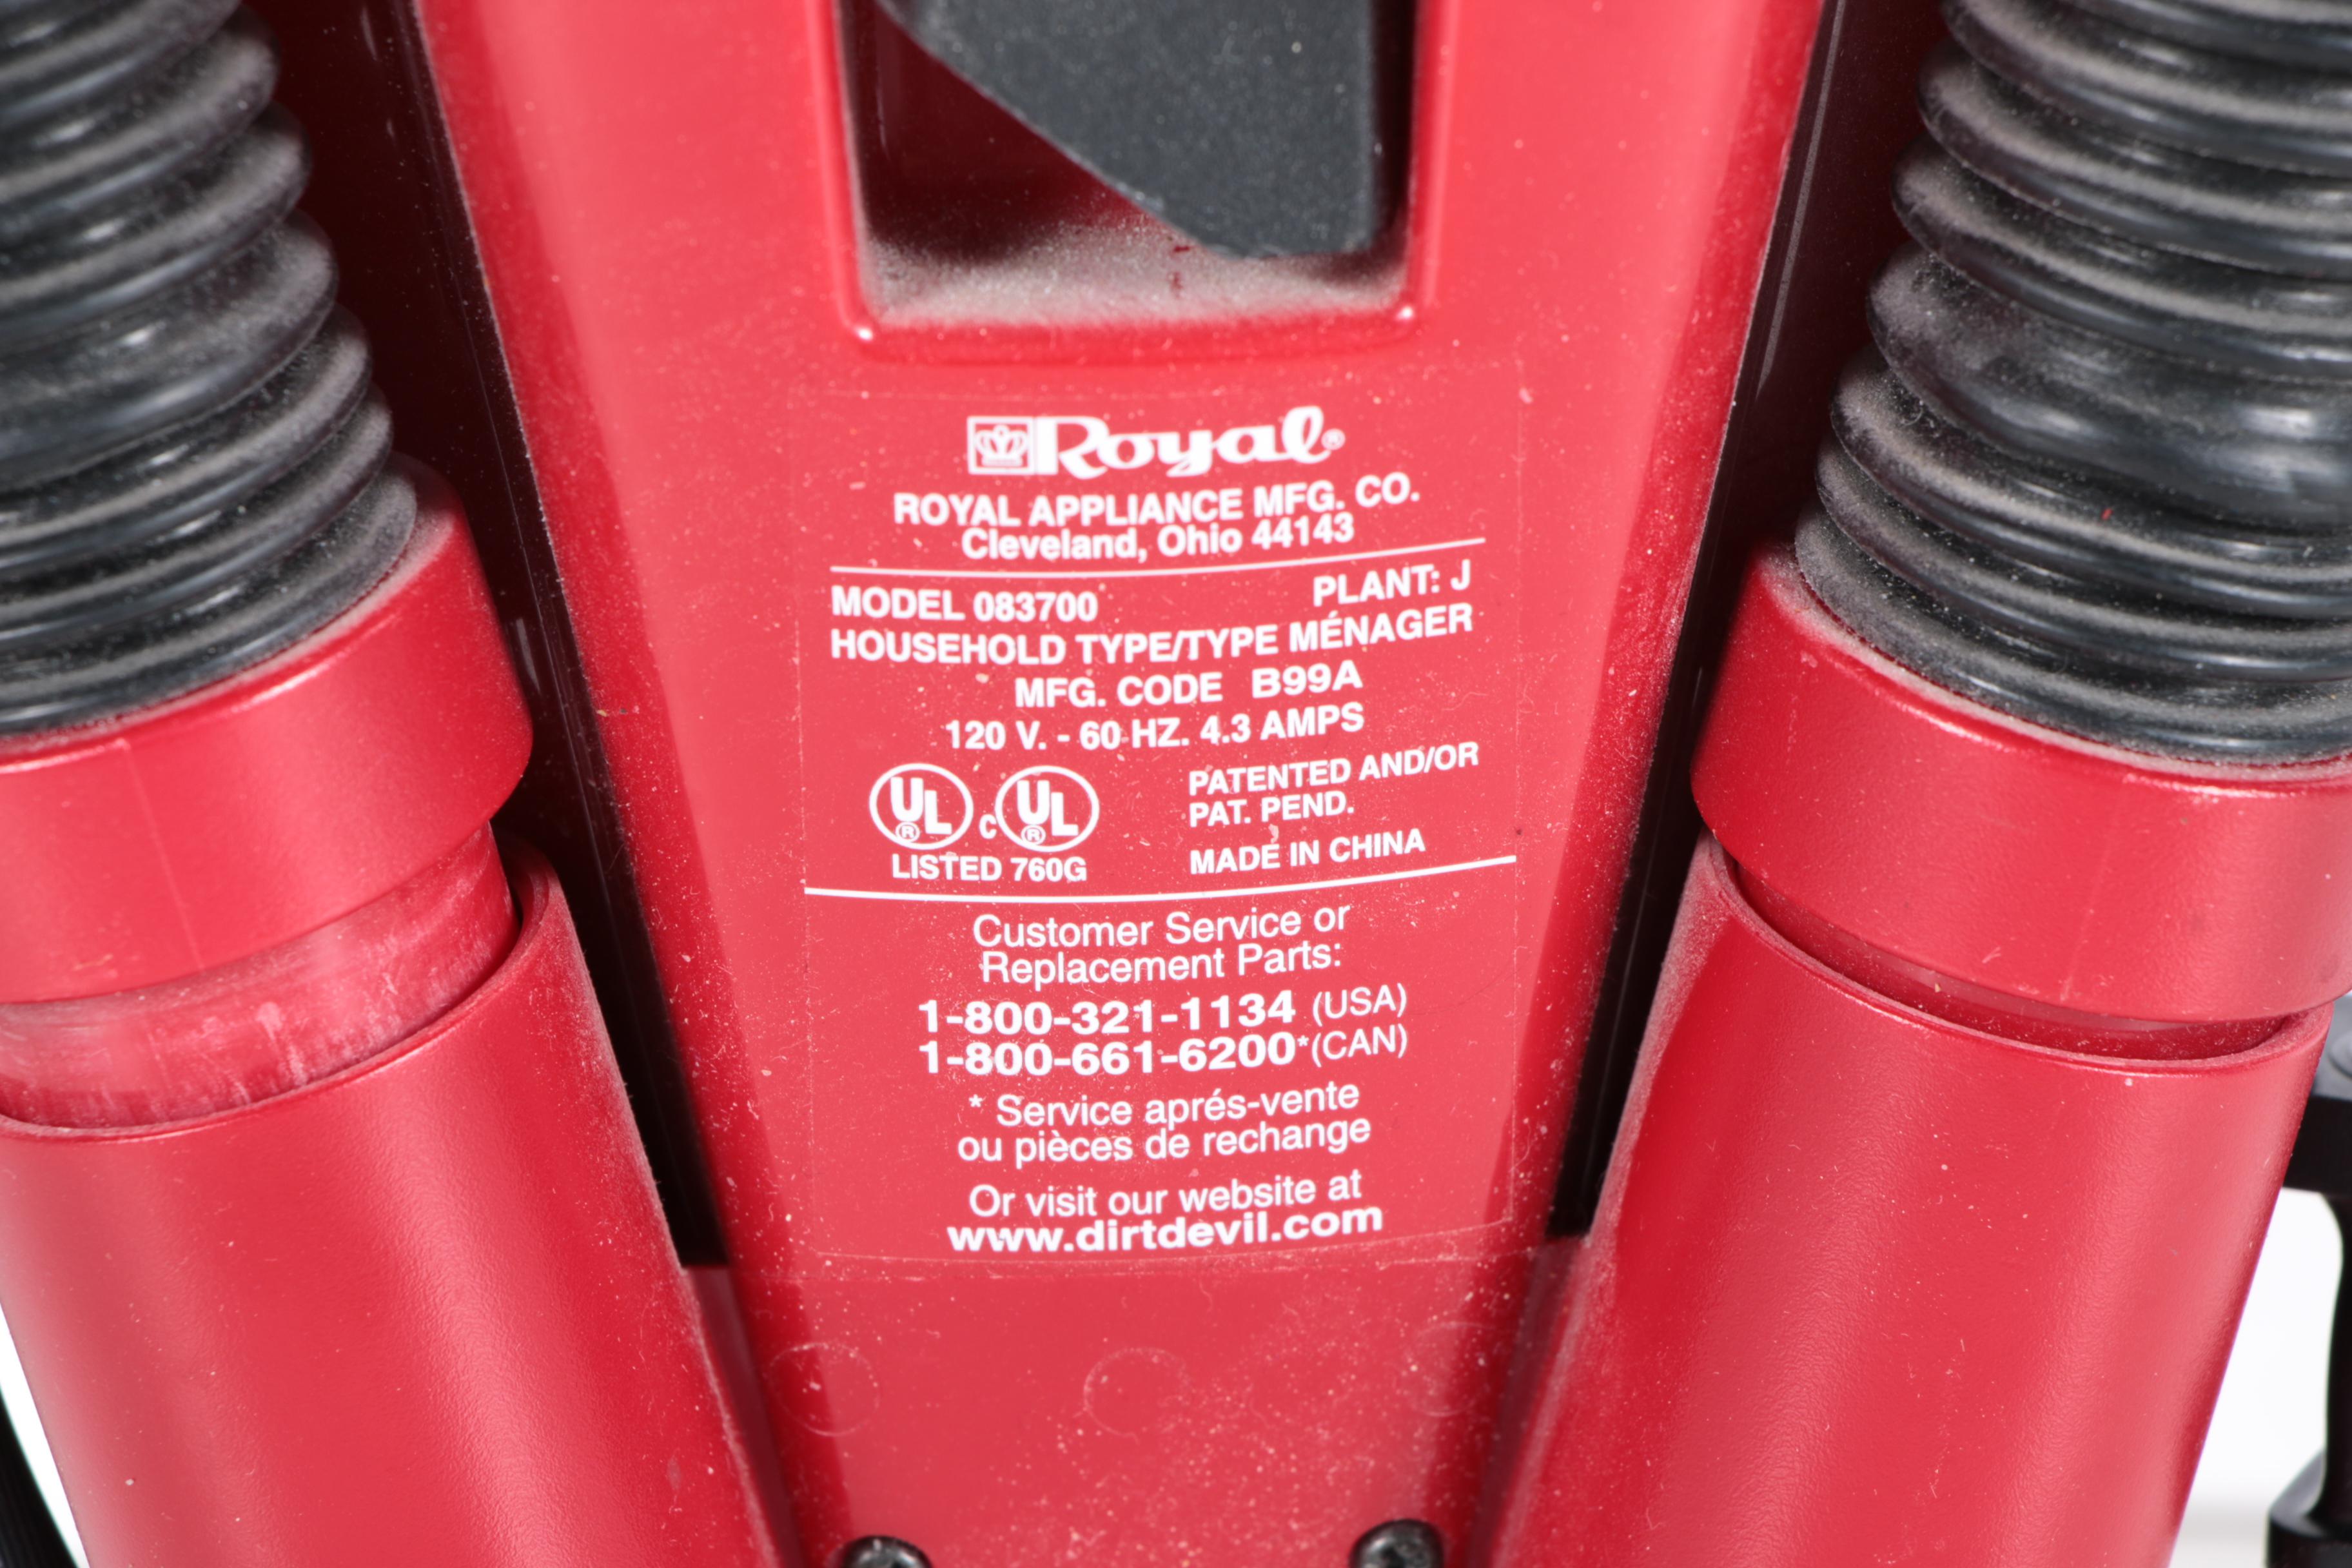 Royal®
ROYAL APPLIANCE MFG. CO.
Cleveland, Ohio 44143
MODEL 083700 PLANT: J
HOUSEHOLD TYPE/TYPE MÉNAGER
MFG. CODE B99A
120 V. - 60 HZ. 4.3 AMPS
UL® c UL®
LISTED 760G
PATENTED AND/OR
PAT. PEND.
MADE IN CHINA
Customer Service or
Replacement Parts:
1-800-321-1134 (USA)
1-800-661-6200*(CAN)
* Service aprés-vente
ou pièces de rechange
Or visit our website at
www.dirtdevil.com